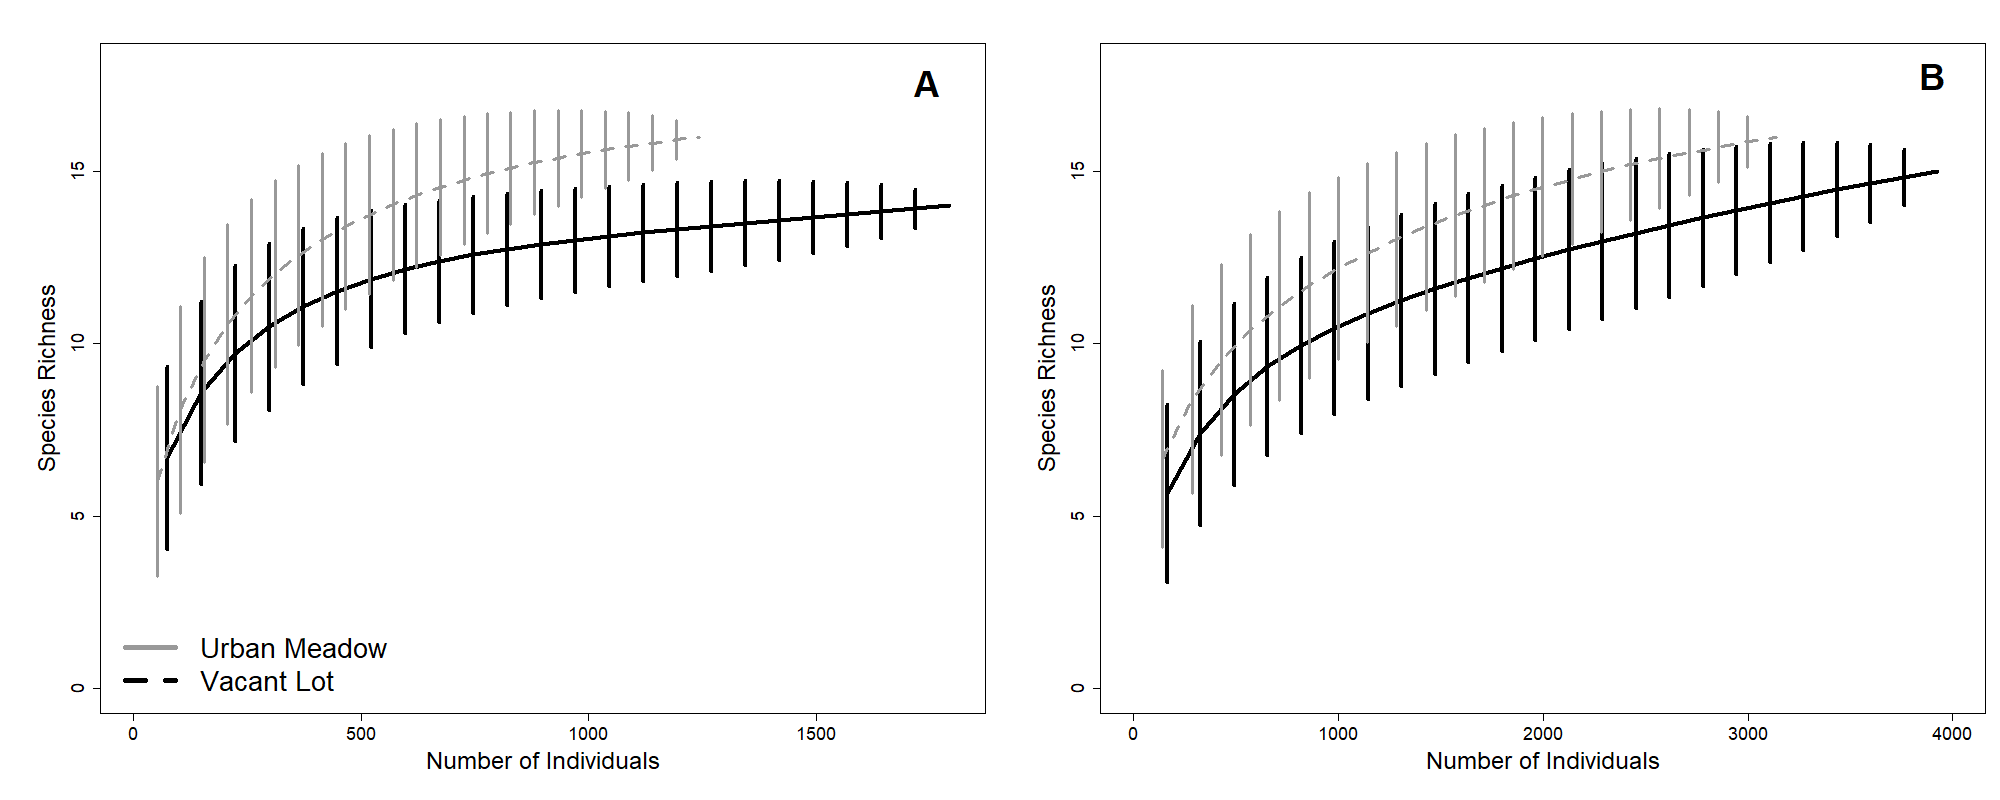 A
Species Richness
15
10
5
0
Urban Meadow
Vacant Lot
0 500 1000 1500
Number of Individuals
B
Species Richness
15
10
5
0
0 1000 2000 3000 4000
Number of Individuals